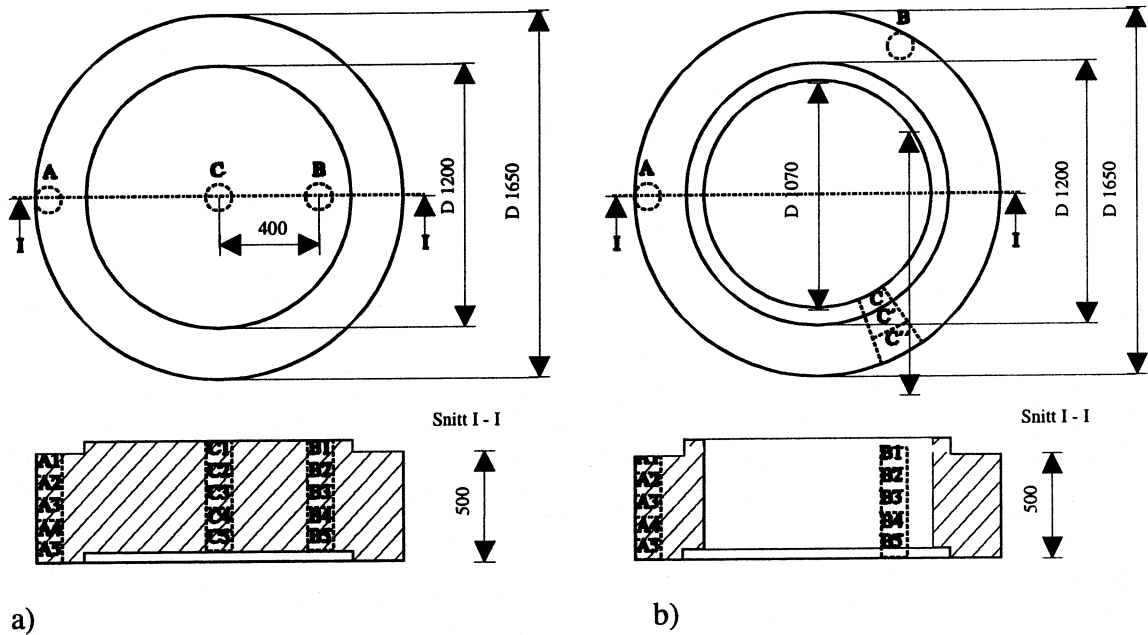 A
C
B
400
I
I
D 1200
D 1650
Snitt I - I
A1
A2
A3
A4
A5
C1
C2
C3
C4
C5
B1
B2
B3
B4
B5
500
a)
B
A
I
I
D 1070
D 1200
D 1650
C
C'
C''
Snitt I - I
A1
A2
A3
A4
A5
B1
B2
B3
B4
B5
500
b)